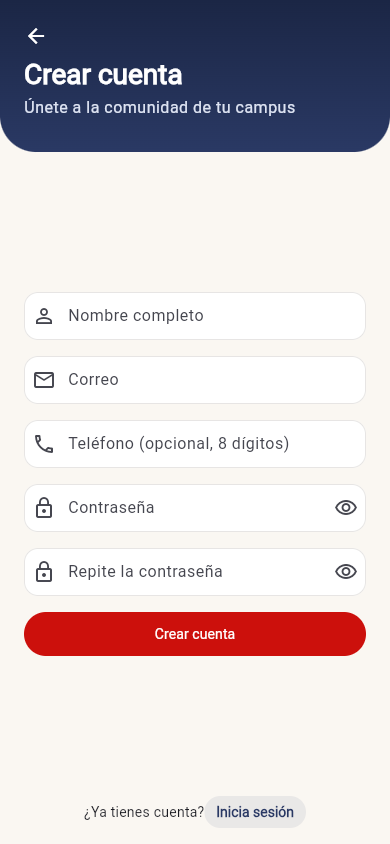 Crear cuenta
Únete a la comunidad de tu campus
Nombre completo
Correo
Teléfono (opcional, 8 dígitos)
Contraseña
Repite la contraseña
Crear cuenta
¿Ya tienes cuenta? Inicia sesión